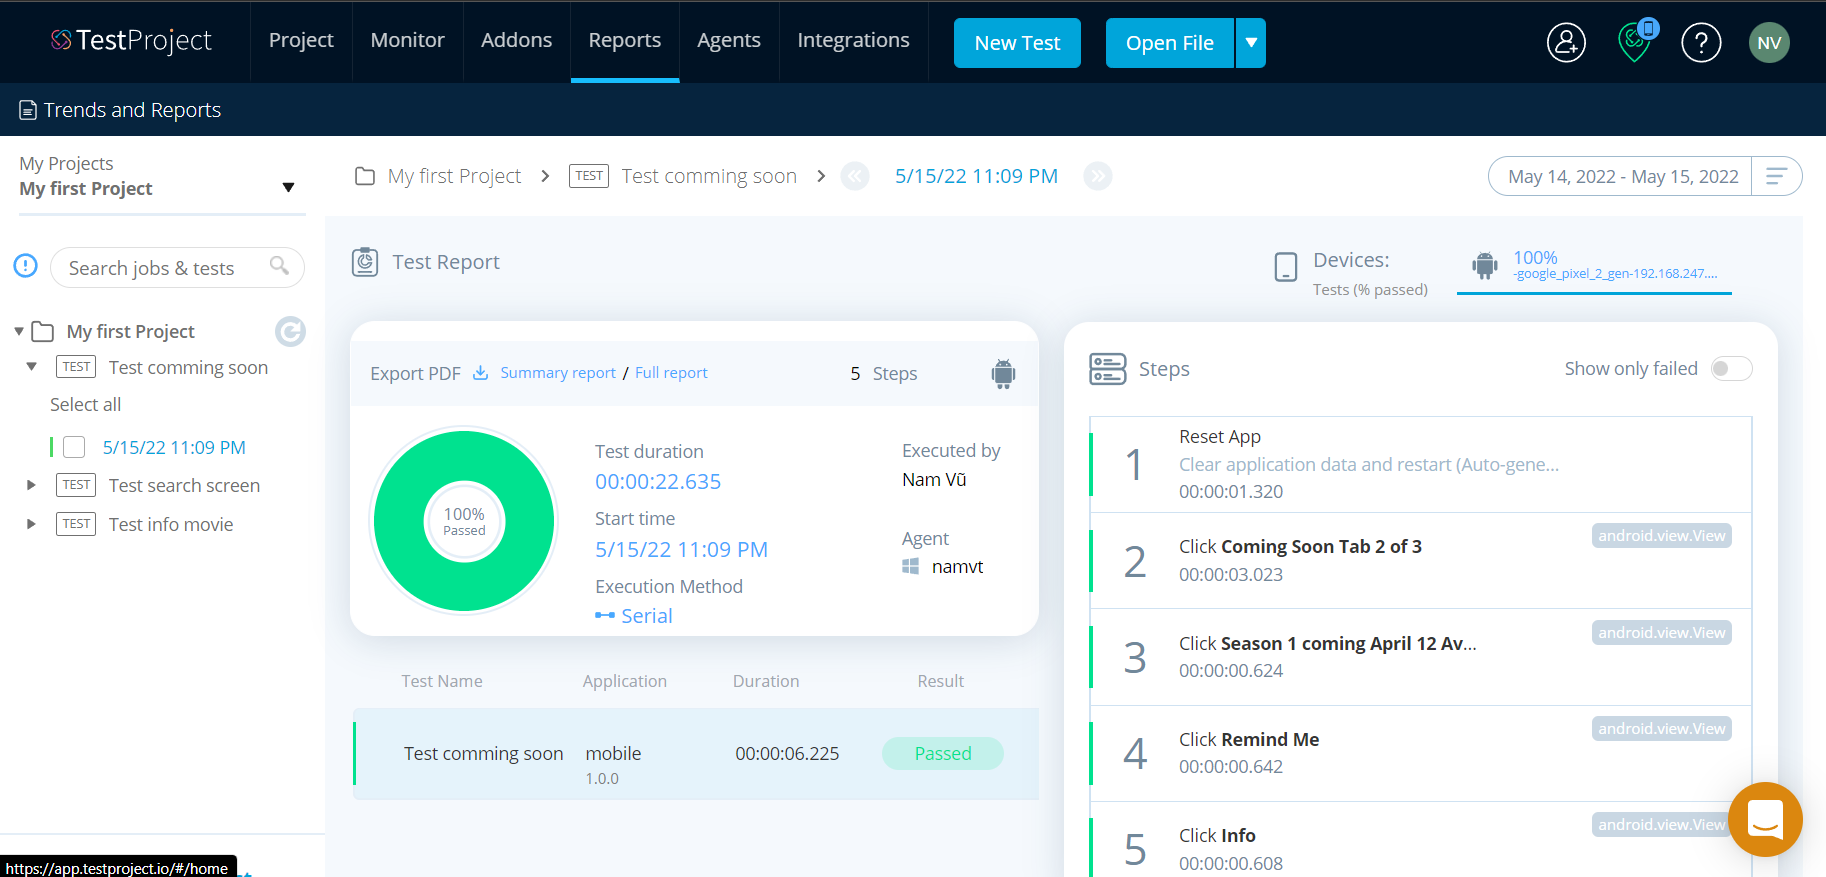 TestProject
Project
Monitor
Addons
Reports
Agents
Integrations
New Test
Open File
NV
Trends and Reports
My Projects
My first Project
My first Project
TEST
Test comming soon
5/15/22 11:09 PM
May 14, 2022 - May 15, 2022
Search jobs & tests
My first Project
TEST Test comming soon
Select all
5/15/22 11:09 PM
TEST Test search screen
TEST Test info movie
Test Report
Devices:
Tests (% passed)
100%
-google_pixel_2_gen-192.168.247....
Export PDF Summary report / Full report
5 Steps
100%
Passed
Test duration
00:00:22.635
Start time
5/15/22 11:09 PM
Execution Method
Serial
Executed by
Nam Vũ
Agent
namvt
Test Name Application Duration Result
Test comming soon mobile 00:00:06.225 Passed
1.0.0
Steps
Show only failed
1
Reset App
Clear application data and restart (Auto-gene...
00:00:01.320
2
Click Coming Soon Tab 2 of 3
00:00:03.023
android.view.View
3
Click Season 1 coming April 12 Av...
00:00:00.624
android.view.View
4
Click Remind Me
00:00:00.642
android.view.View
5
Click Info
00:00:00.608
android.view.View
https://app.testproject.io/#/home